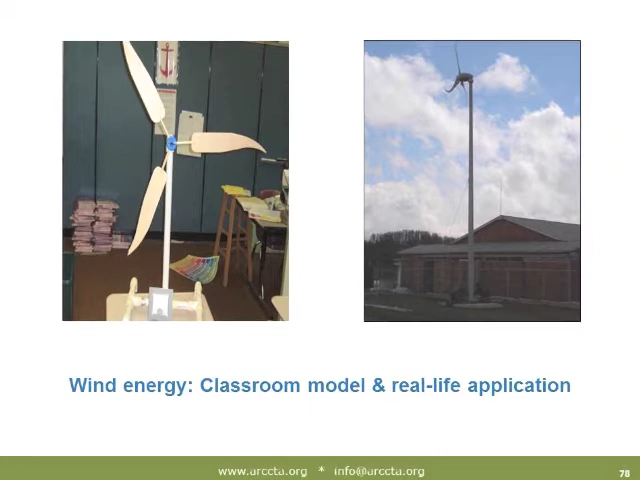 Wind energy: Classroom model & real-life application
www.arccta.org * info@arccta.org
78